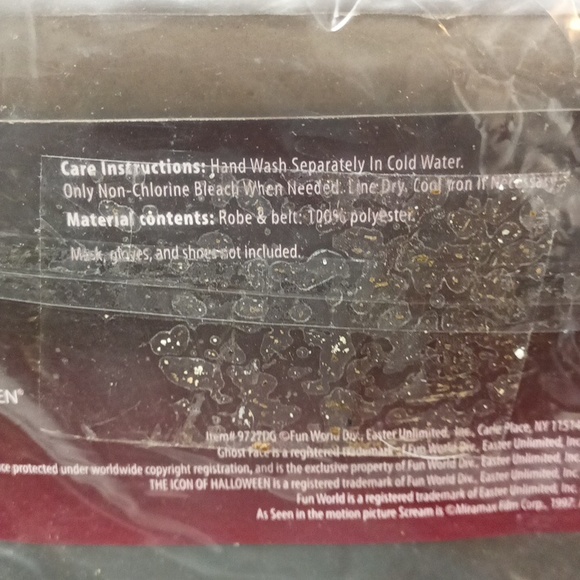 Care Instructions: Hand Wash Separately In Cold Water.
Only Non-Chlorine Bleach When Needed. Line Dry, Cool Iron If Necessary.
Material contents: Robe & belt: 100% polyester.
Mask, gloves, and shoes not included.
EN®
Item# 9727DG ©Fun World Div., Easter Unlimited, Inc., Carle Place, NY 11514
Ghost Face is a registered trademark of Fun World Div., Easter Unlimited, Inc.
ce protected under worldwide copyright registration, and is the exclusive property of Fun World Div., Easter Unlimited, Inc.
THE ICON OF HALLOWEEN is a registered trademark of Fun World Div., Easter Unlimited, Inc.
Fun World is a registered trademark of Easter Unlimited, Inc.
As Seen in the motion picture Scream is ©Miramax Film Corp., 1997.